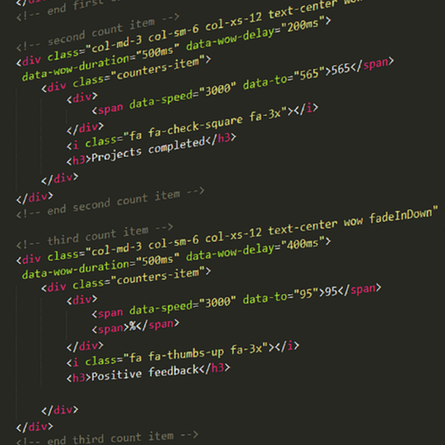 <!-- end first
<!-- second count item -->
<div class="col-md-3 col-sm-6 col-xs-12 text-center wow
data-wow-duration="500ms" data-wow-delay="200ms">
<div class="counters-item">
<div>
<span data-speed="3000" data-to="565">565</span>
</div>
<i class="fa fa-check-square fa-3x"></i>
<h3>Projects completed</h3>
</div>
</div>
<!-- end second count item -->
<!-- third count item -->
<div class="col-md-3 col-sm-6 col-xs-12 text-center wow fadeInDown"
data-wow-duration="500ms" data-wow-delay="400ms">
<div class="counters-item">
<div>
<span data-speed="3000" data-to="95">95</span>
<span>%</span>
</div>
<i class="fa fa-thumbs-up fa-3x"></i>
<h3>Positive feedback</h3>
</div>
</div>
<!-- end third count item -->